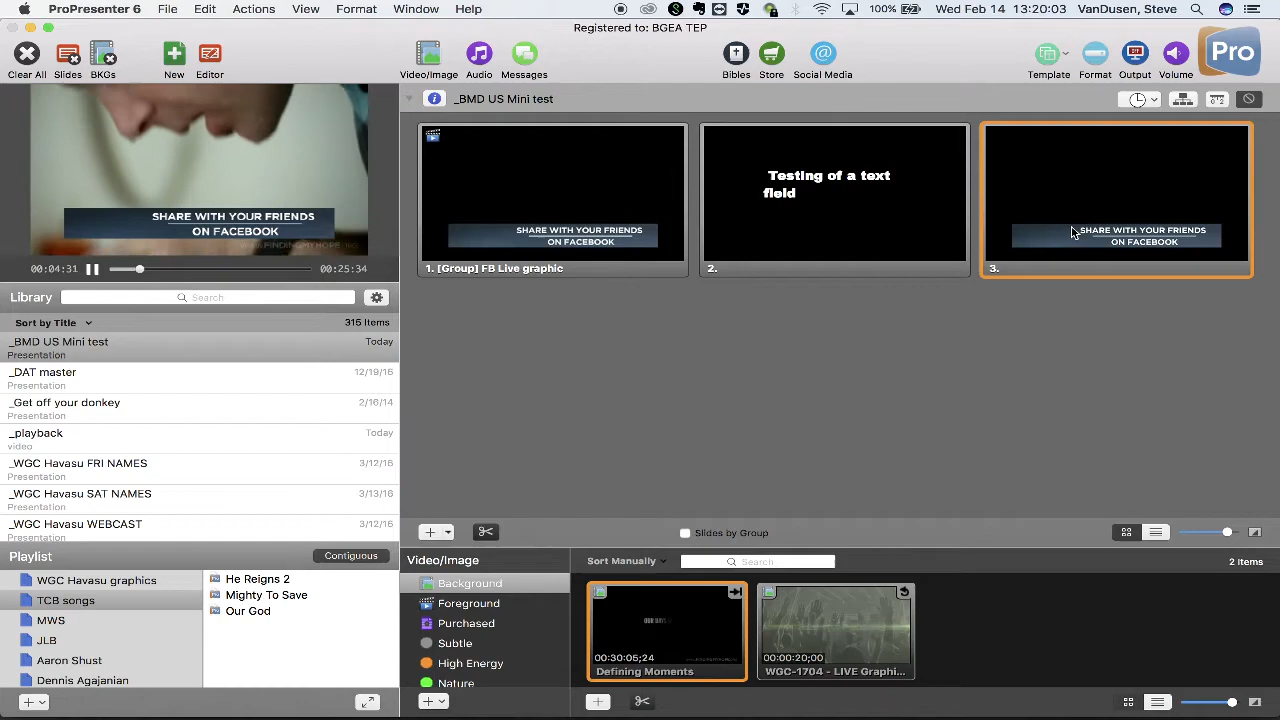 ProPresenter 6 File Edit Actions View Screens Format Window Help 100% Wed Feb 14 13:20:03 VanDusen, Steve
Registered to: BGEA TEP
Clear All Slides BKGs New Editor Video/Image Audio Messages Bibles Store Social Media Template Format Output Volume Pro
SHARE WITH YOUR FRIENDS
ON FACEBOOK
WWW.FINDINGMYHOPE.ORG
00:04:31 00:25:34
Library Search
Sort by Title 315 Items
_BMD US Mini test Today
Presentation
_DAT master 12/19/16
Presentation
_Get off your donkey 2/16/14
Presentation
_playback Today
video
_WGC Havasu FRI NAMES 3/12/16
Presentation
_WGC Havasu SAT NAMES 3/13/16
Presentation
_WGC Havasu WEBCAST 3/12/16
Presentation
Playlist Contiguous
WGC Havasu graphics
TCB songs
MWS
JLB
Aaron Shust
Dennis Agajanian
He Reigns 2
Mighty To Save
Our God
_BMD US Mini test
SHARE WITH YOUR FRIENDS
ON FACEBOOK
1. [Group] FB Live graphic
Testing of a text
field
2.
SHARE WITH YOUR FRIENDS
ON FACEBOOK
3.
Slides by Group
Video/Image
Background
Foreground
Purchased
Subtle
High Energy
Nature
Sort Manually Search 2 Items
00:30:05;24
Defining Moments
00:00:20;00
WGC-1704 - LIVE Graphi...